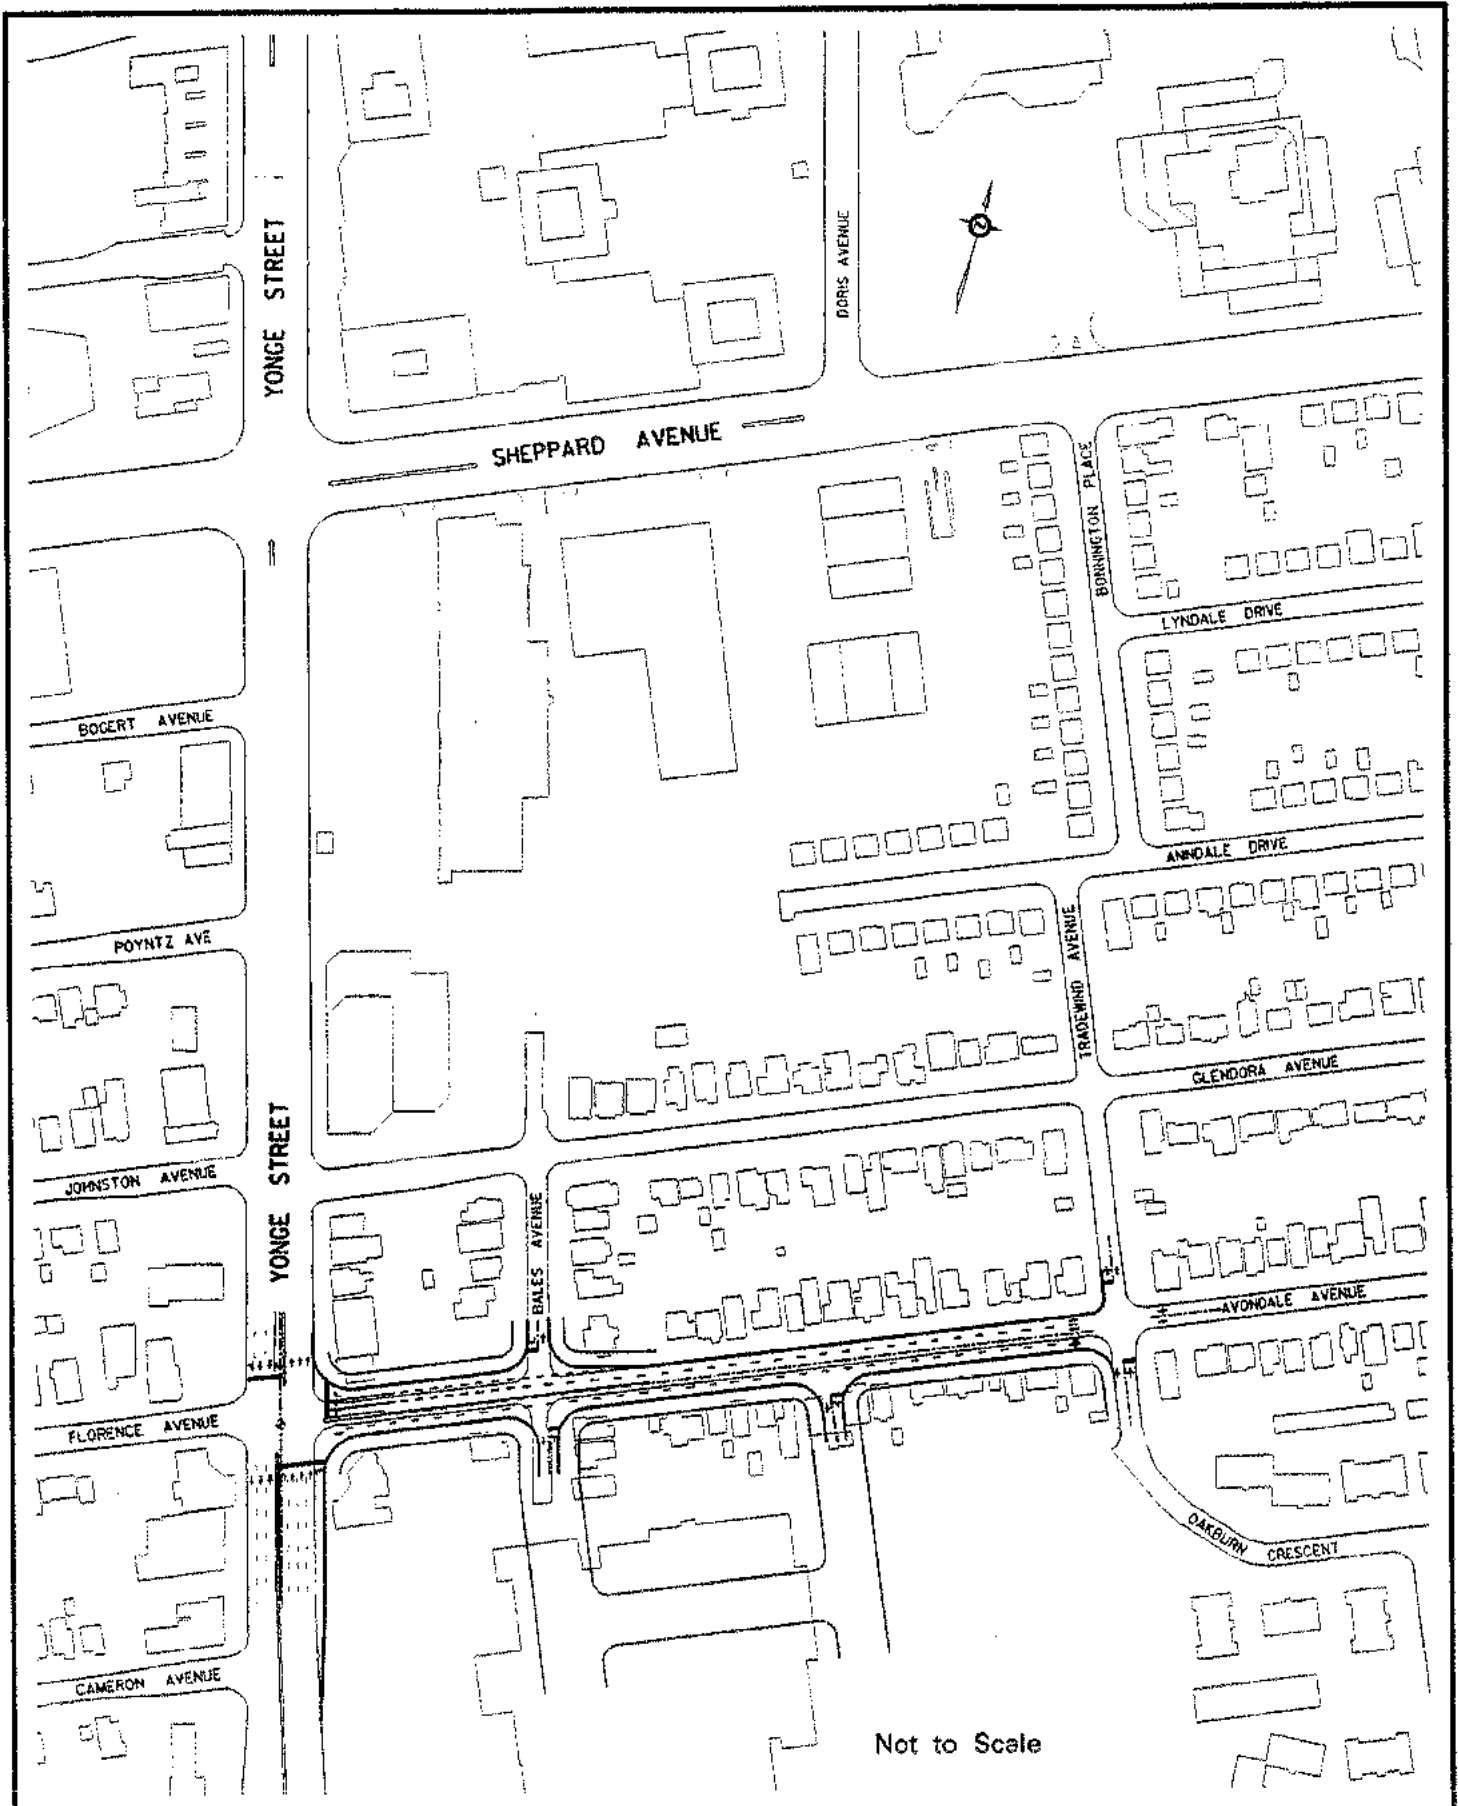 YONGE STREET
DORIS AVENUE
SHEPPARD AVENUE
BONNINGTON PLACE
LYNDALE DRIVE
BOGERT AVENUE
ANNDALE DRIVE
POYNTZ AVE
TRADEWIND AVENUE
GLENDORA AVENUE
JOHNSTON AVENUE
YONGE STREET
BALES AVENUE
AVONDALE AVENUE
FLORENCE AVENUE
OAKBURN CRESCENT
CAMERON AVENUE
Not to Scale